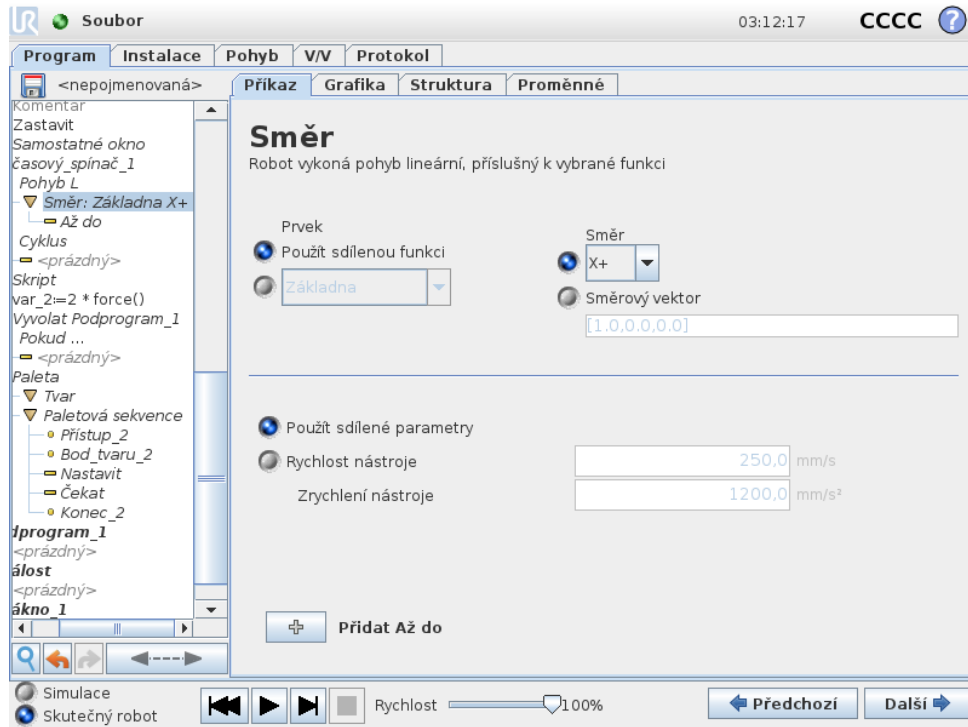 UR Soubor 03:12:17 CCCC ?
Program Instalace Pohyb V/V Protokol
<nepojmenovaná> Příkaz Grafika Struktura Proměnné
Komentář
Zastavit
Samostatné okno
časový_spínač_1
Pohyb L
Směr: Základna X+
Až do
Cyklus
<prázdný>
Skript
var_2≔2 * force()
Vyvolat Podprogram_1
Pokud ...
<prázdný>
Paleta
Tvar
Paletová sekvence
Přístup_2
Bod_tvaru_2
Nastavit
Čekat
Konec_2
dprogram_1
<prázdný>
álost
<prázdný>
ákno_1
Směr
Robot vykoná pohyb lineární, příslušný k vybrané funkci
Prvek
Použít sdílenou funkci
Základna
Směr
X+
Směrový vektor
[1.0,0.0,0.0]
Použít sdílené parametry
Rychlost nástroje 250,0 mm/s
Zrychlení nástroje 1200,0 mm/s²
Přidat Až do
Simulace
Skutečný robot
Rychlost 100%
Předchozí Další